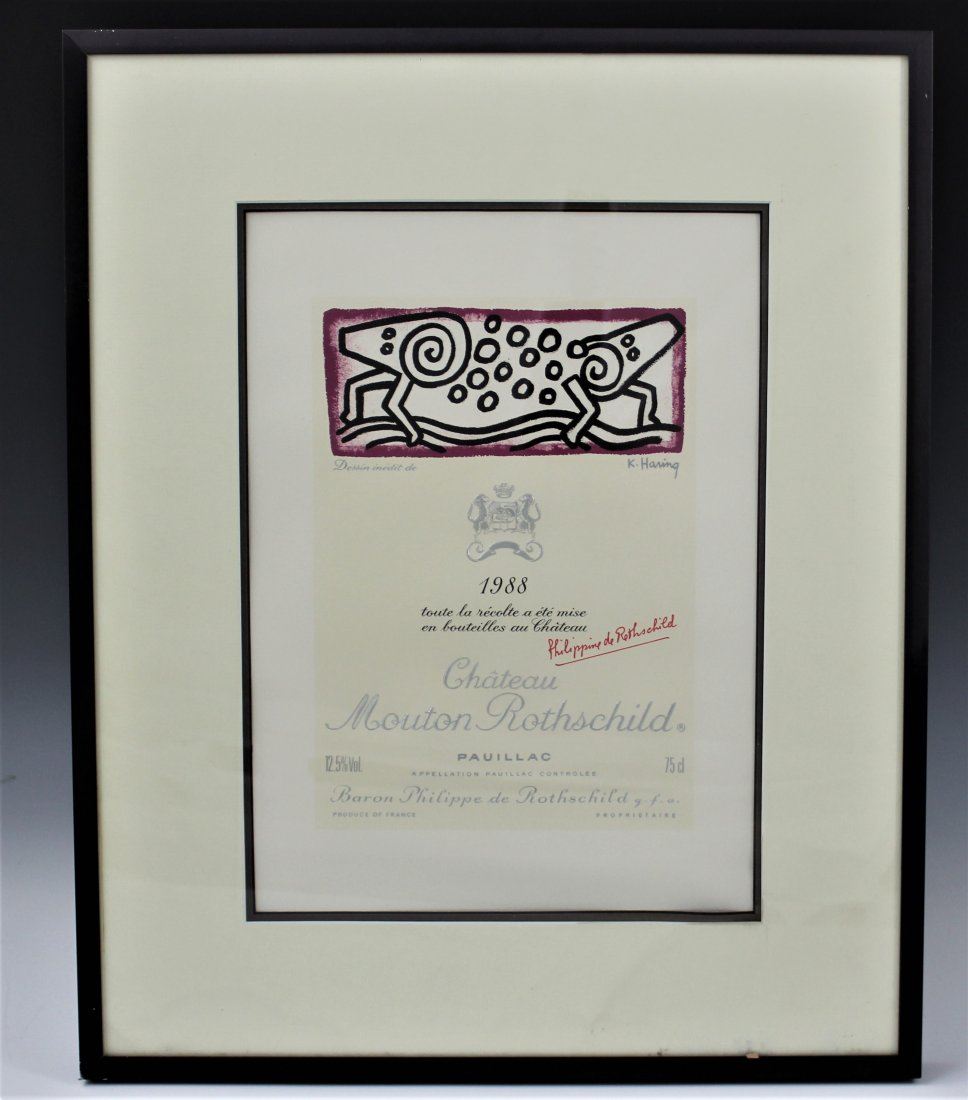 Dessin inédit de K. Haring
1988
toute la récolte a été mise
en bouteilles au Château
Philippine de Rothschild
Château
Mouton Rothschild®
PAUILLAC
12,5% Vol. 75 cl
APPELLATION PAUILLAC CONTROLÉE
Baron Philippe de Rothschild g.f.a.
PRODUCE OF FRANCE PROPRIETAIRE